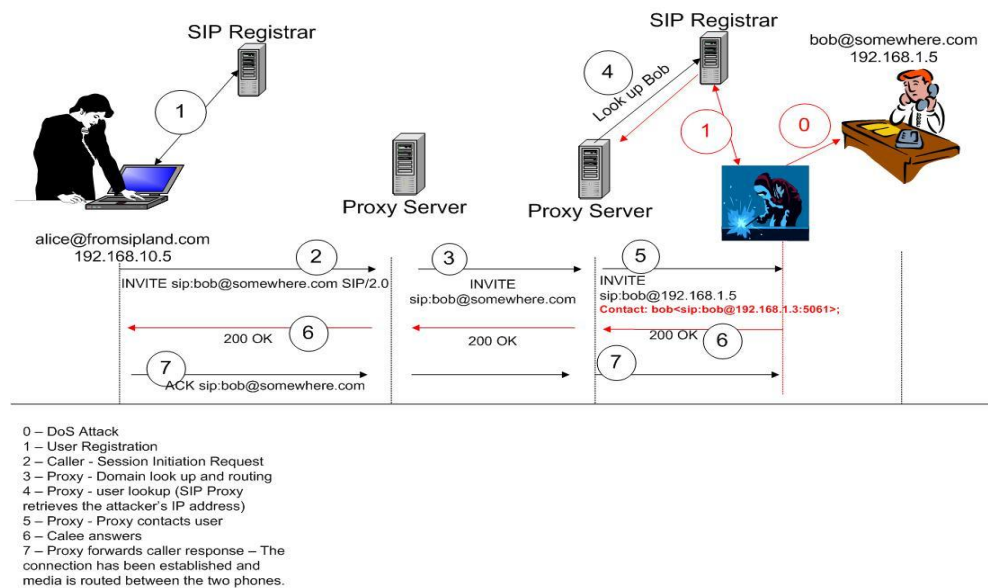 SIP Registrar
SIP Registrar
bob@somewhere.com
192.168.1.5
4
Look up Bob
1
1
0
Proxy Server
Proxy Server
alice@fromsipland.com
192.168.10.5
2
3
5
INVITE sip:bob@somewhere.com SIP/2.0
INVITE
sip:bob@somewhere.com
INVITE
sip:bob@192.168.1.5
Contact: bob<sip:bob@192.168.1.3:5061>;
200 OK
6
200 OK
200 OK
6
7
ACK sip:bob@somewhere.com
7
0 – DoS Attack
1 – User Registration
2 – Caller - Session Initiation Request
3 – Proxy - Domain look up and routing
4 – Proxy - user lookup (SIP Proxy
retrieves the attacker's IP address)
5 – Proxy - Proxy contacts user
6 – Calee answers
7 – Proxy forwards caller response – The
connection has been established and
media is routed between the two phones.